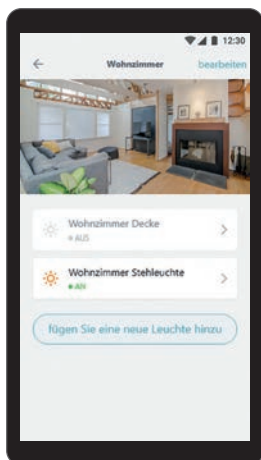 12:30
Wohnzimmer bearbeiten
Wohnzimmer Decke
AUS
Wohnzimmer Stehleuchte
AN
fügen Sie eine neue Leuchte hinzu